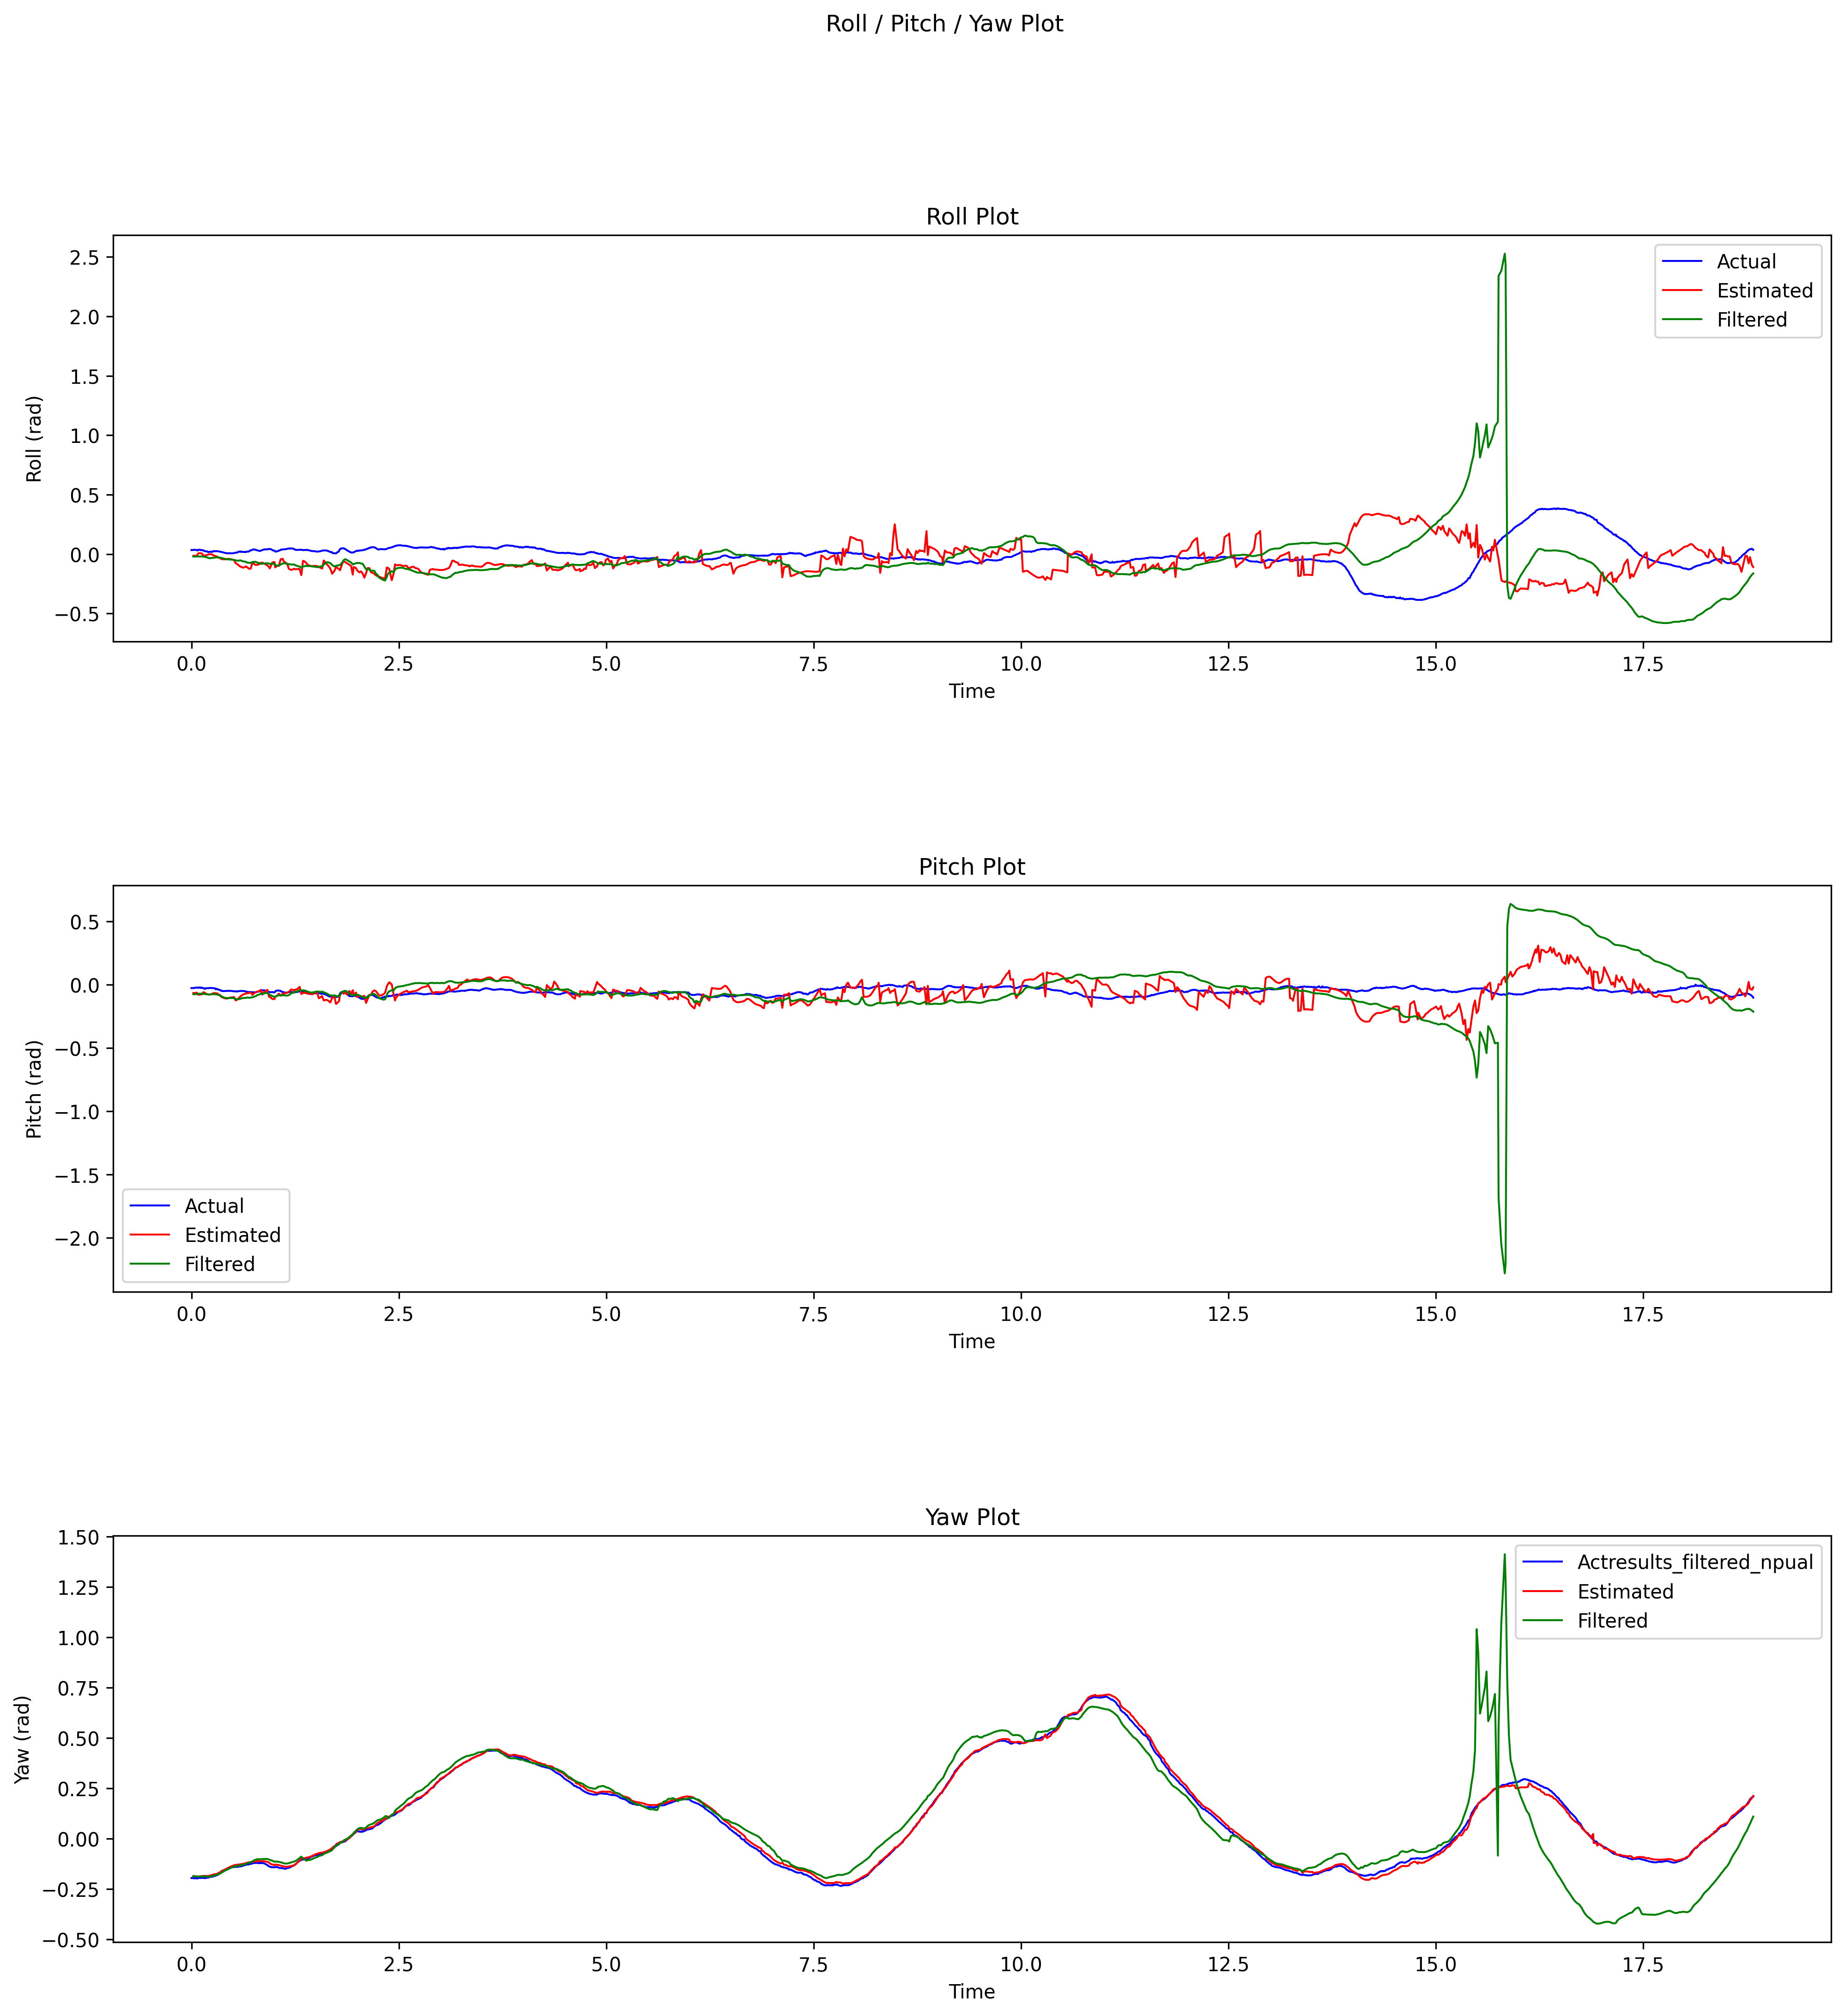 Roll / Pitch / Yaw Plot
Roll Plot
2.5
2.0
1.5
1.0
0.5
0.0
−0.5
Roll (rad)
Actual
Estimated
Filtered
0.0 2.5 5.0 7.5 10.0 12.5 15.0 17.5
Time
Pitch Plot
0.5
0.0
−0.5
−1.0
−1.5
−2.0
Pitch (rad)
Actual
Estimated
Filtered
0.0 2.5 5.0 7.5 10.0 12.5 15.0 17.5
Time
Yaw Plot
1.50
1.25
1.00
0.75
0.50
0.25
0.00
−0.25
−0.50
Yaw (rad)
Actresults_filtered_npual
Estimated
Filtered
0.0 2.5 5.0 7.5 10.0 12.5 15.0 17.5
Time